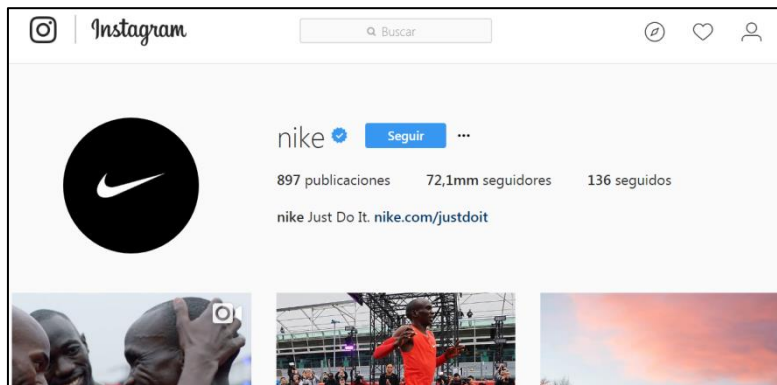 Instagram
Buscar
nike
Seguir
897 publicaciones 72,1mm seguidores 136 seguidos
nike Just Do It. nike.com/justdoit